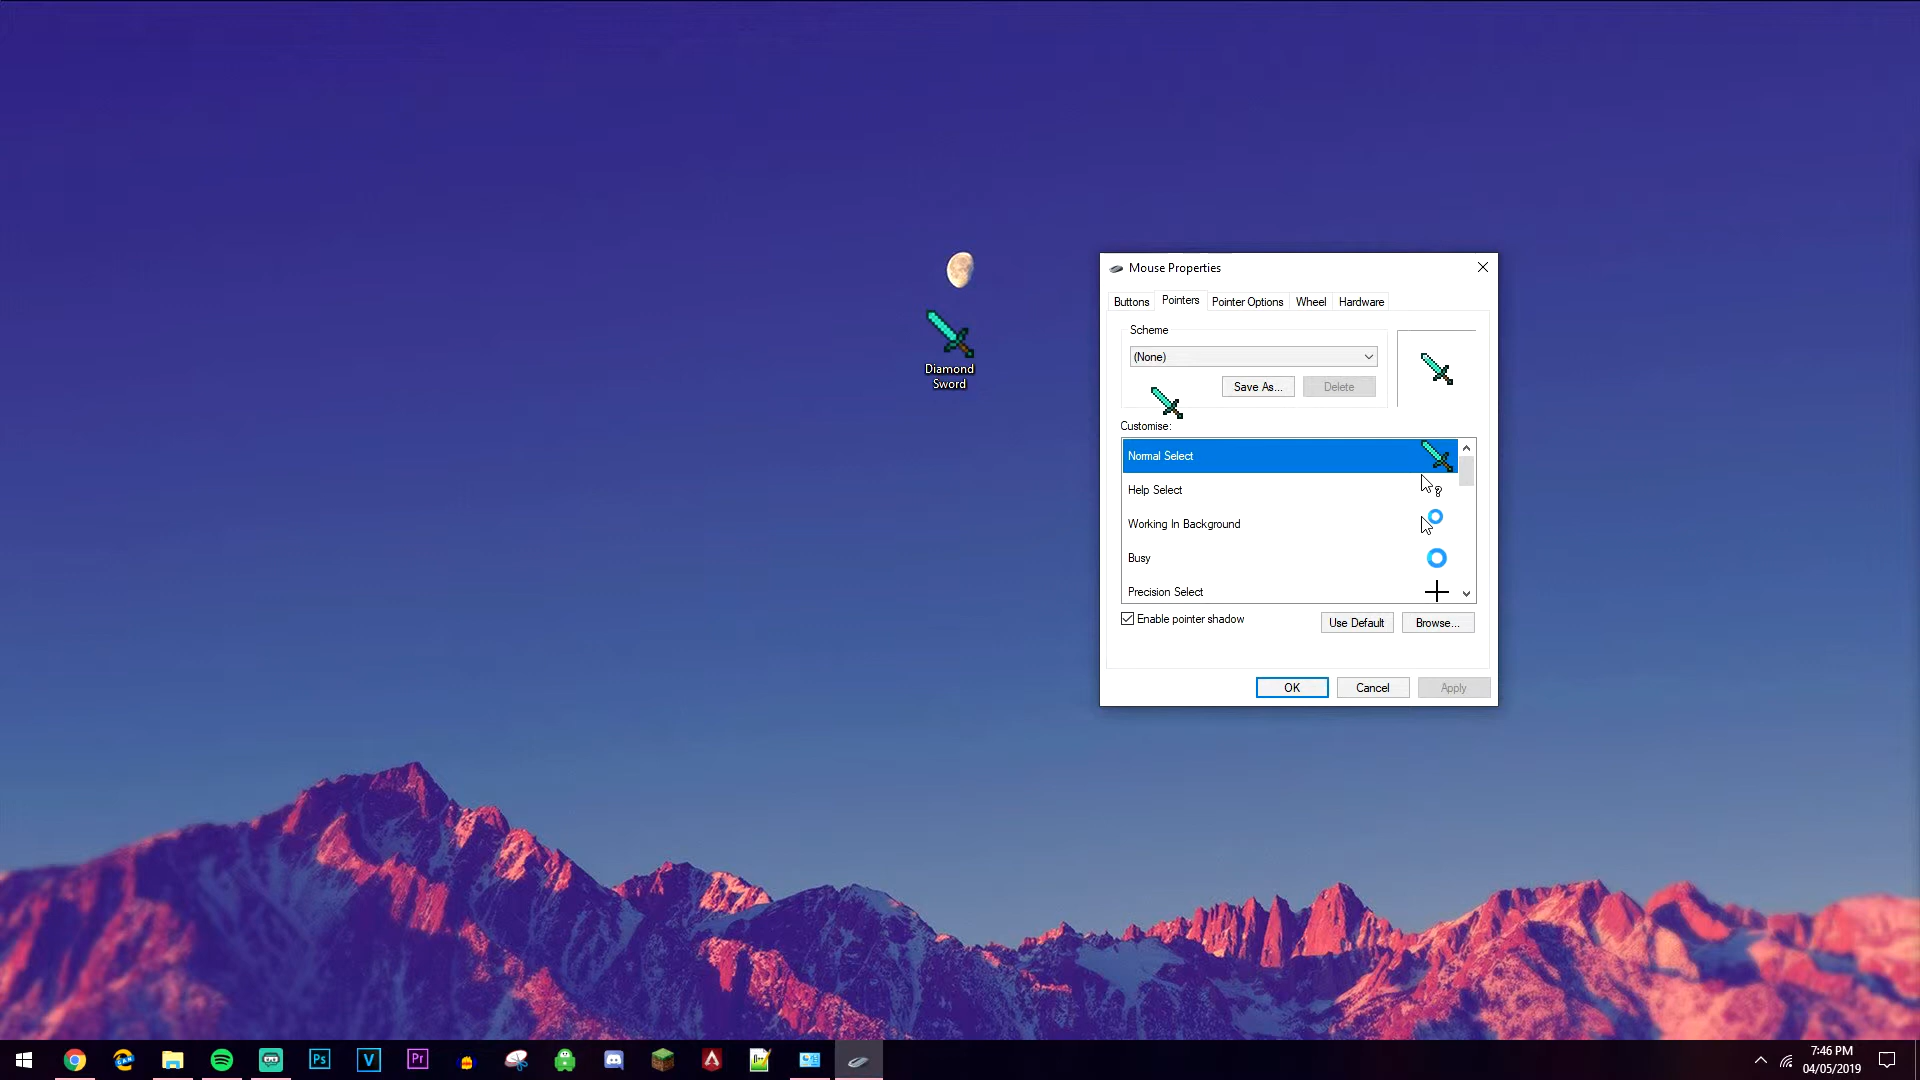 Mouse Properties
Buttons
Pointers
Pointer Options
Wheel
Hardware
Scheme
(None)
Save As...
Delete
Customise:
Normal Select
Help Select
Working In Background
Busy
Precision Select
Enable pointer shadow
Use Default
Browse...
OK
Cancel
Apply
Diamond
Sword
Ps
V
Pr
7:46 PM
04/05/2019